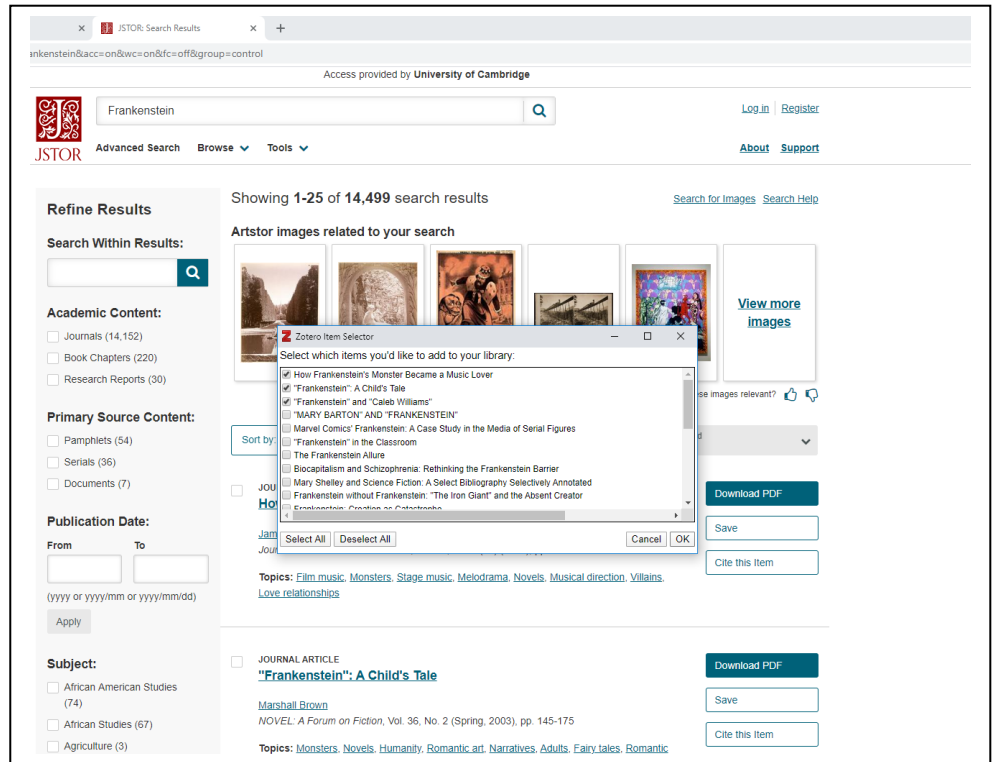 JSTOR: Search Results
ankenstein&acc=on&wc=on&fc=off&group=control
Access provided by University of Cambridge
JSTOR
Frankenstein
Log in Register
Advanced Search Browse Tools
About Support
Refine Results
Search Within Results:
Academic Content:
Journals (14,152)
Book Chapters (220)
Research Reports (30)
Primary Source Content:
Pamphlets (54)
Serials (36)
Documents (7)
Publication Date:
From To
(yyyy or yyyy/mm or yyyy/mm/dd)
Apply
Subject:
African American Studies
(74)
African Studies (67)
Agriculture (3)
Showing 1-25 of 14,499 search results
Search for Images Search Help
Artstor images related to your search
View more
images
se images relevant?
Sort by:
Zotero Item Selector
Select which items you'd like to add to your library:
How Frankenstein's Monster Became a Music Lover
"Frankenstein": A Child's Tale
"Frankenstein" and "Caleb Williams"
"MARY BARTON" AND "FRANKENSTEIN"
Marvel Comics' Frankenstein: A Case Study in the Media of Serial Figures
"Frankenstein" in the Classroom
The Frankenstein Allure
Biocapitalism and Schizophrenia: Rethinking the Frankenstein Barrier
Mary Shelley and Science Fiction: A Select Bibliography Selectively Annotated
Frankenstein without Frankenstein: "The Iron Giant" and the Absent Creator
Frankenstein: Creation as Catastrophe
Select All Deselect All Cancel OK
JOU
Ho
Jam
Jour
Topics: Film music, Monsters, Stage music, Melodrama, Novels, Musical direction, Villains,
Love relationships
Download PDF
Save
Cite this Item
JOURNAL ARTICLE
"Frankenstein": A Child's Tale
Marshall Brown
NOVEL: A Forum on Fiction, Vol. 36, No. 2 (Spring, 2003), pp. 145-175
Topics: Monsters, Novels, Humanity, Romantic art, Narratives, Adults, Fairy tales, Romantic
Download PDF
Save
Cite this Item